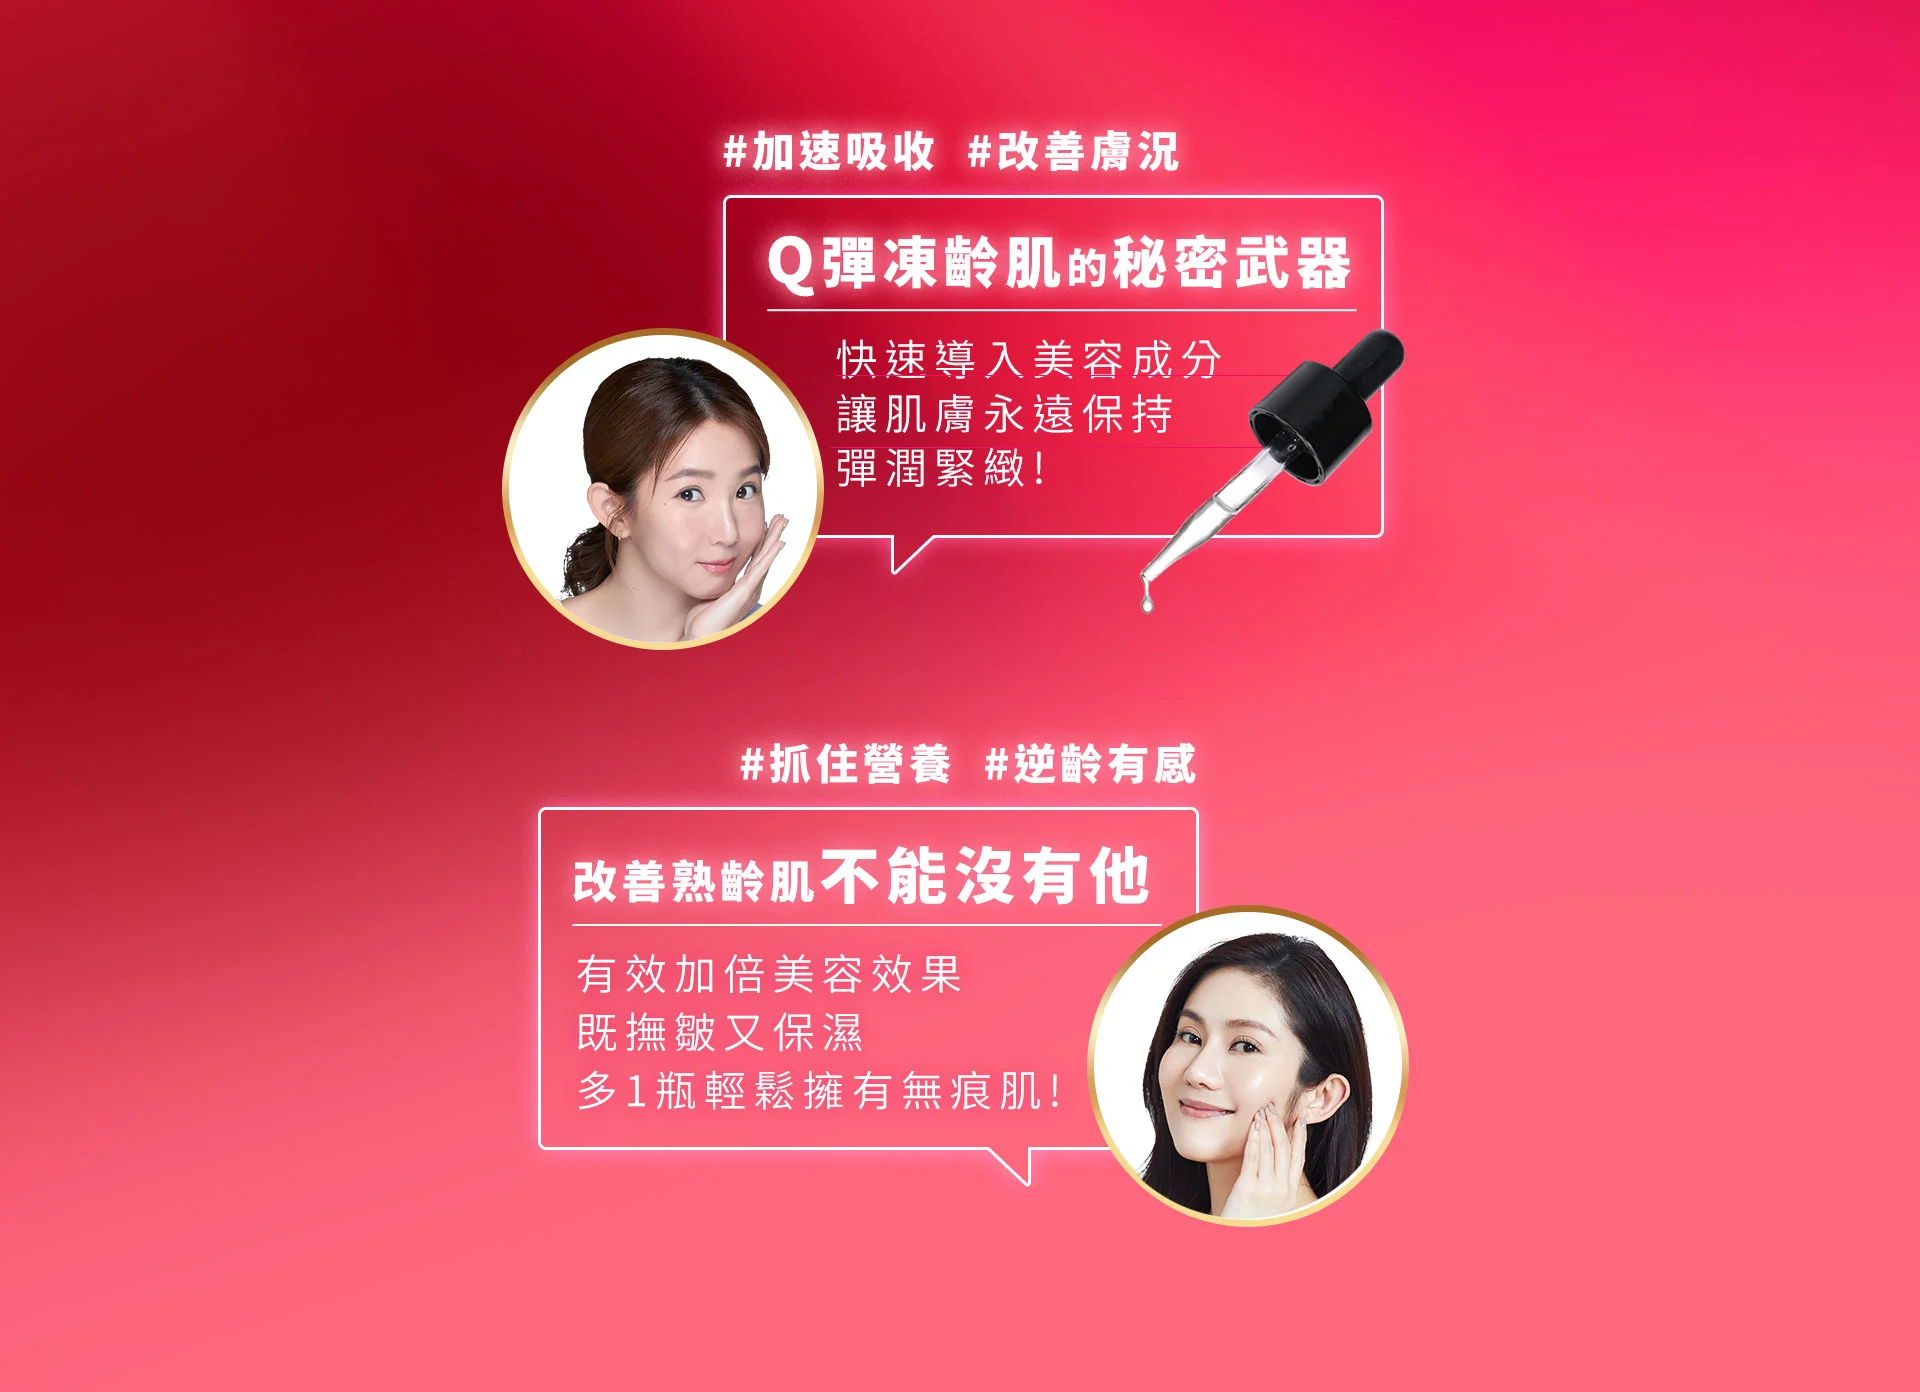 #加速吸收 #改善膚況
Q彈凍齡肌的秘密武器
快速導入美容成分
讓肌膚永遠保持
彈潤緊緻!
#抓住營養 #逆齡有感
改善熟齡肌不能沒有他
有效加倍美容效果
既撫皺又保濕
多1瓶輕鬆擁有無痕肌!